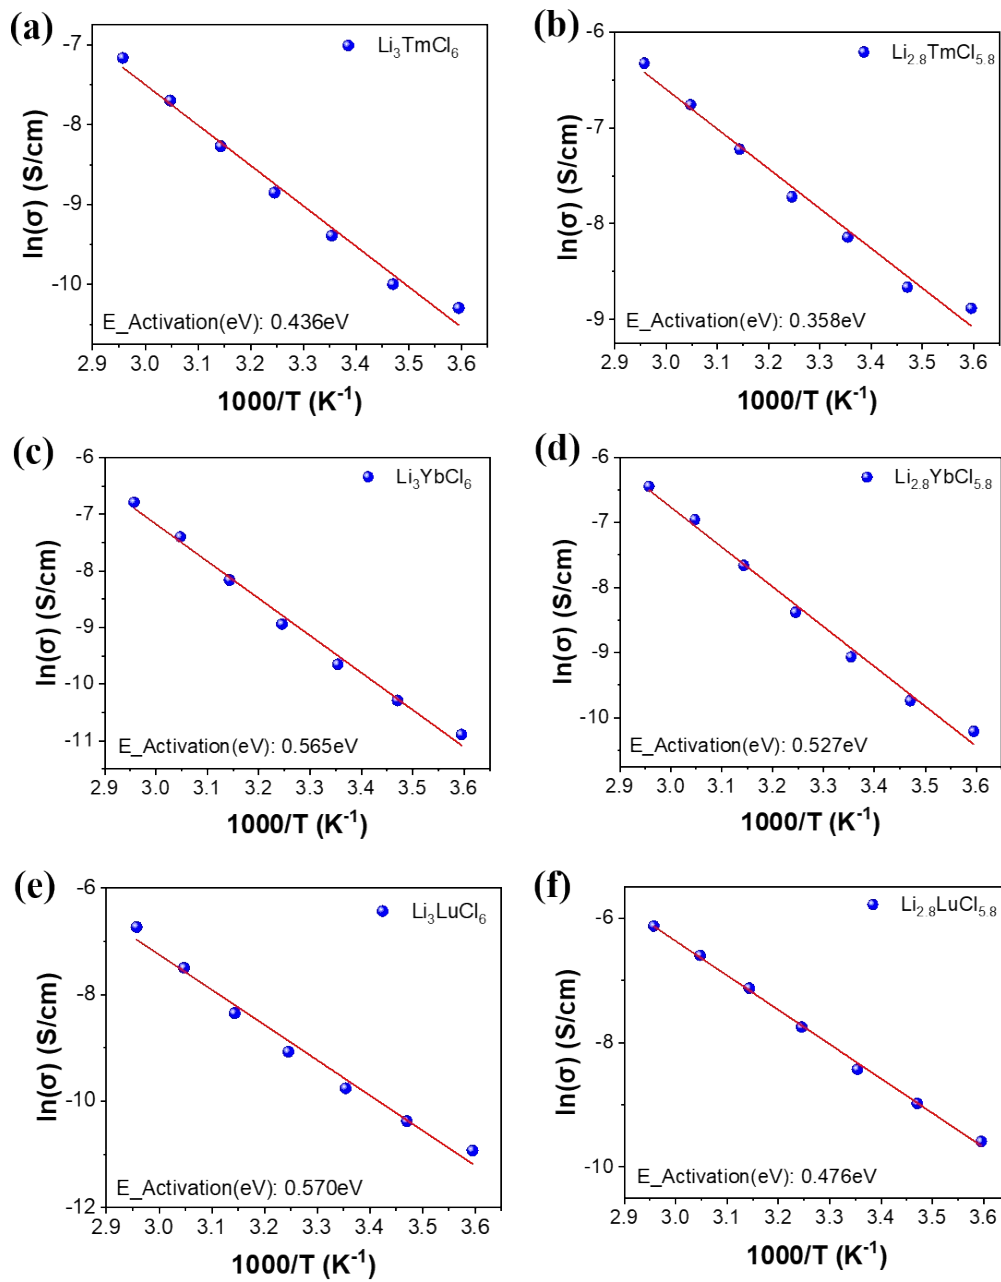 (a)
Li₃TmCl₆
-7
-8
-9
-10
ln(σ) (S/cm)
E_Activation(eV): 0.436eV
2.9 3.0 3.1 3.2 3.3 3.4 3.5 3.6
1000/T (K⁻¹)
(b)
Li₂.₈TmCl₅.₈
-6
-7
-8
-9
ln(σ) (S/cm)
E_Activation(eV): 0.358eV
2.9 3.0 3.1 3.2 3.3 3.4 3.5 3.6
1000/T (K⁻¹)
(c)
Li₃YbCl₆
-6
-7
-8
-9
-10
-11
ln(σ) (S/cm)
E_Activation(eV): 0.565eV
2.9 3.0 3.1 3.2 3.3 3.4 3.5 3.6
1000/T (K⁻¹)
(d)
Li₂.₈YbCl₅.₈
-6
-7
-8
-9
-10
ln(σ) (S/cm)
E_Activation(eV): 0.527eV
2.9 3.0 3.1 3.2 3.3 3.4 3.5 3.6
1000/T (K⁻¹)
(e)
Li₃LuCl₆
-6
-8
-10
-12
ln(σ) (S/cm)
E_Activation(eV): 0.570eV
2.9 3.0 3.1 3.2 3.3 3.4 3.5 3.6
1000/T (K⁻¹)
(f)
Li₂.₈LuCl₅.₈
-6
-8
-10
ln(σ) (S/cm)
E_Activation(eV): 0.476eV
2.9 3.0 3.1 3.2 3.3 3.4 3.5 3.6
1000/T (K⁻¹)